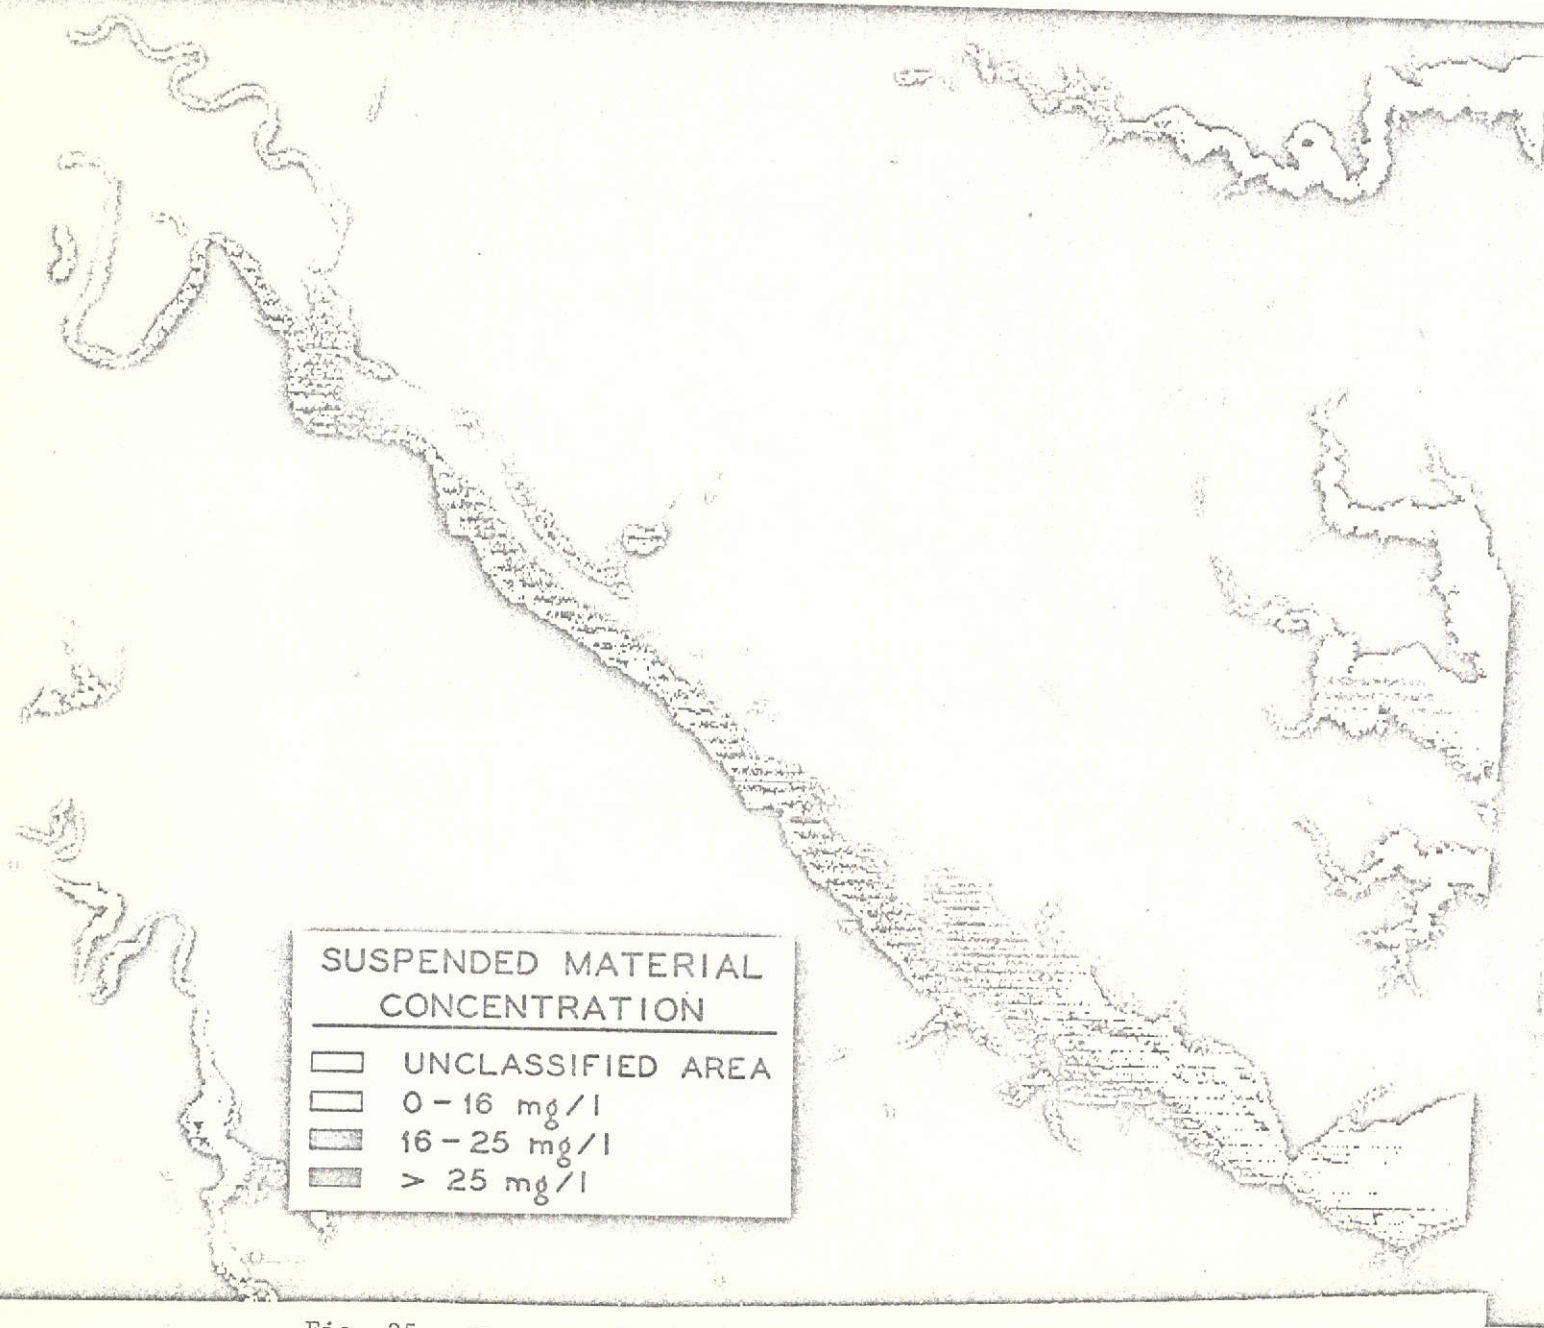 SUSPENDED MATERIAL
CONCENTRATION
UNCLASSIFIED AREA
0-16 mg/l
16-25 mg/l
> 25 mg/l